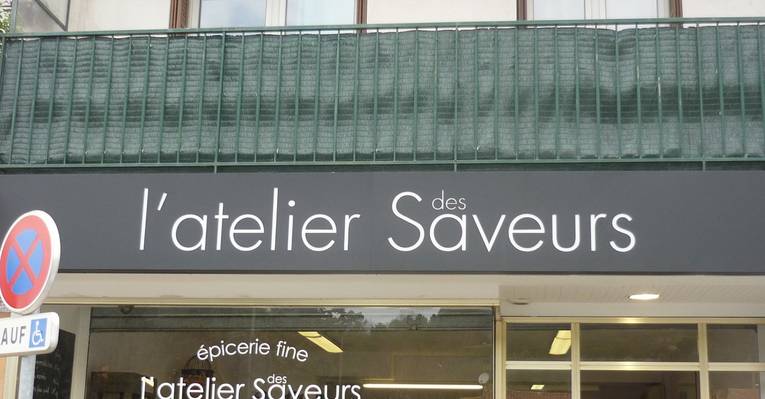 l'atelier des Saveurs
AUF
épicerie fine
l'atelier des Saveurs